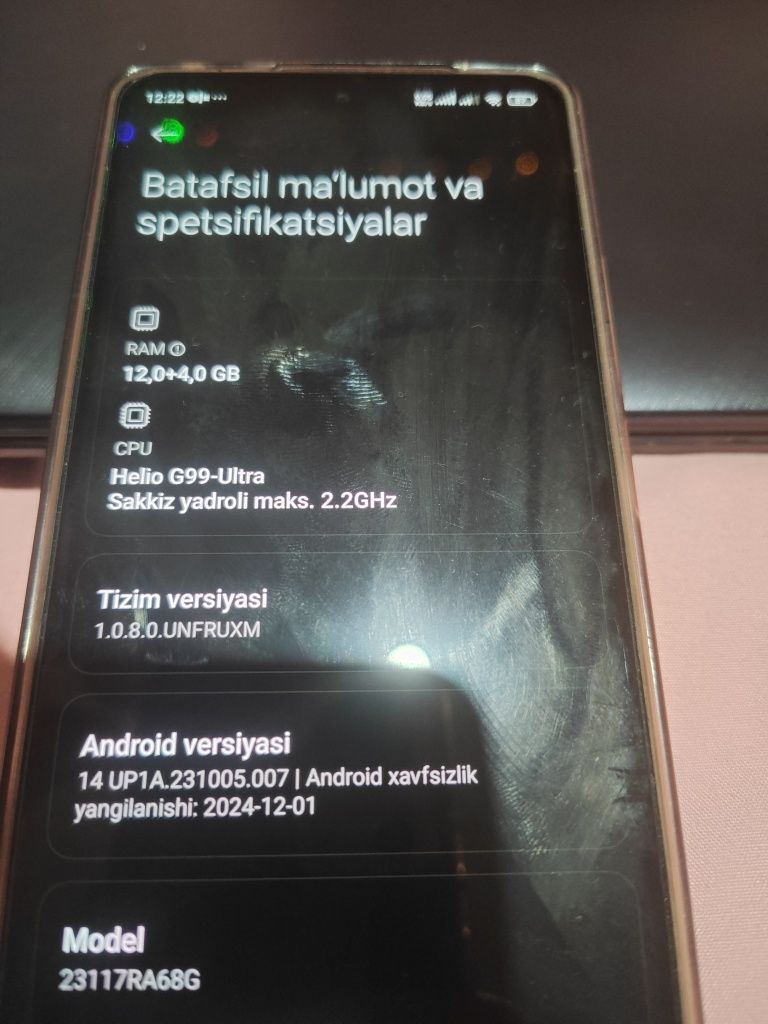 12:22
Batafsil ma'lumot va
spetsifikatsiyalar
RAM
12,0+4,0 GB
CPU
Helio G99-Ultra
Sakkiz yadroli maks. 2.2GHz
Tizim versiyasi
1.0.8.0.UNFRUXM
Android versiyasi
14 UP1A.231005.007 | Android xavfsizlik
yangilanishi: 2024-12-01
Model
23117RA68G